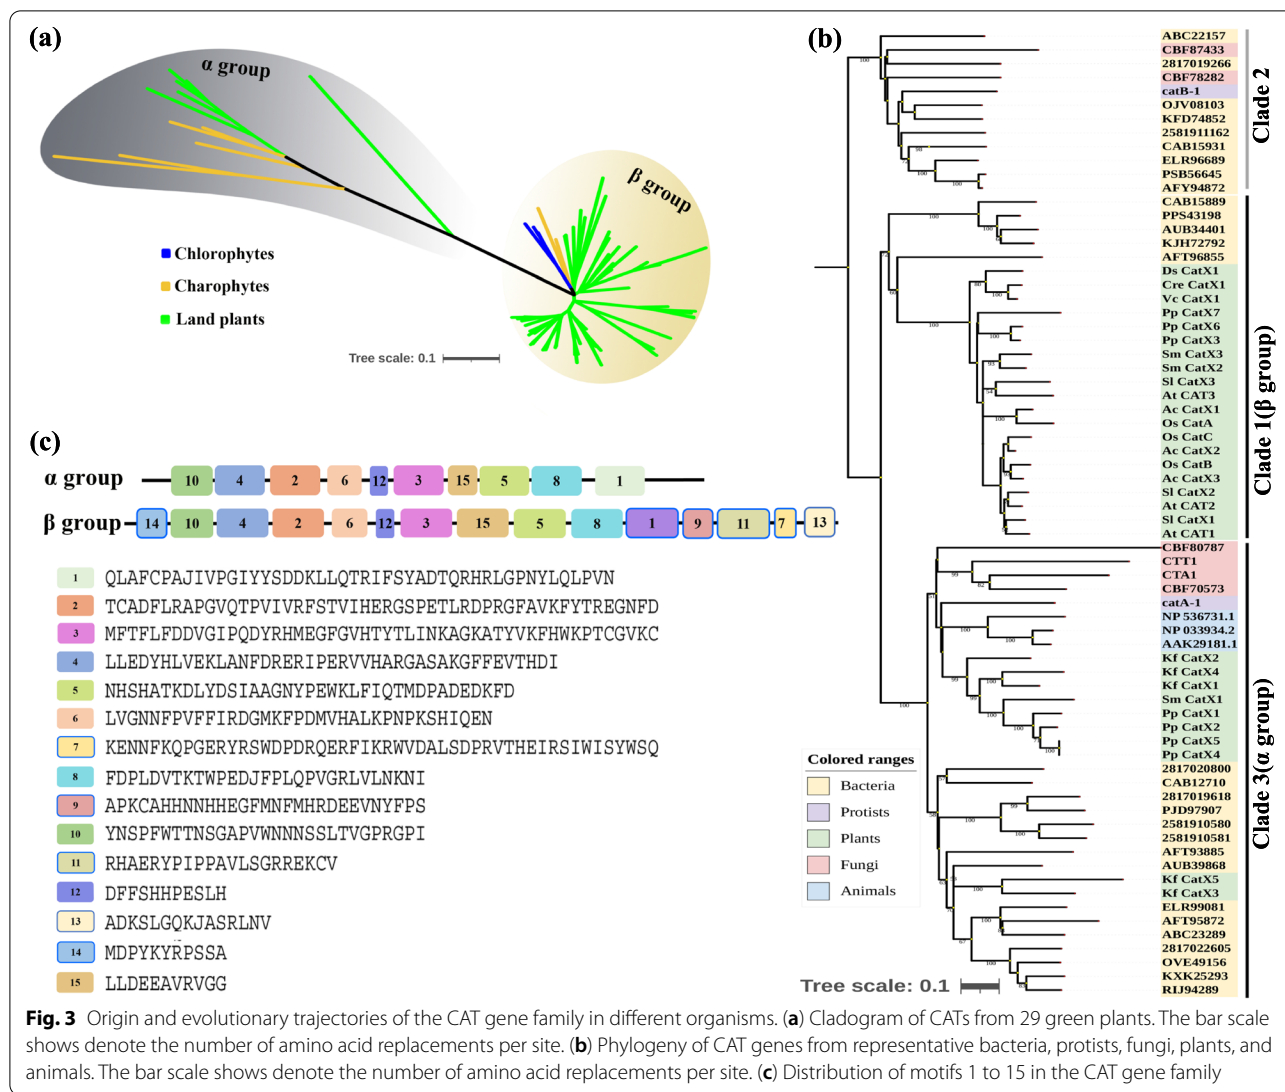 (a)
α group
β group
Chlorophytes
Charophytes
Land plants
Tree scale: 0.1
(b)
ABC22157
CBF87433
2817019266
CBF78282
catB-1
OJV08103
KFD74852
2581911162
CAB15931
ELR96689
PSB56645
AFY94872
Clade 2
CAB15889
PPS43198
AUB34401
KJH72792
AFT96855
Ds CatX1
Cre CatX1
Vc CatX1
Pp CatX7
Pp CatX6
Pp CatX3
Sm CatX3
Sm CatX2
Sl CatX3
At CAT3
Ac CatX1
Os CatA
Os CatC
Ac CatX2
Os CatB
Ac CatX3
Sl CatX2
At CAT2
Sl CatX1
At CAT1
Clade 1(β group)
CBF80787
CTT1
CTA1
CBF70573
catA-1
NP 536731.1
NP 033934.2
AAK29181.1
Kf CatX2
Kf CatX4
Kf CatX1
Sm CatX1
Pp CatX1
Pp CatX2
Pp CatX5
Pp CatX4
2817020800
CAB12710
2817019618
PJD97907
2581910580
2581910581
AFT93885
AUB39868
Kf CatX5
Kf CatX3
ELR99081
AFT95872
ABC23289
2817022605
OVE49156
KXK25293
RIJ94289
Clade 3(α group)
Colored ranges
Bacteria
Protists
Plants
Fungi
Animals
Tree scale: 0.1
(c)
α group 10 4 2 6 12 3 15 5 8 1
β group 14 10 4 2 6 12 3 15 5 8 1 9 11 7 13
1 QLAFCPAJIVPGIYYSDDKLLQTRIFSYADTQRHRLGPNYLQLPVN
2 TCADFLRAPGVQTPVIVRFSTVIHERGSPETLRDPRGFAVKFYTREGNFD
3 MFTFLFDDVGIPQDYRHMEGFGVHTYTLINKAGKATYVKFHWKPTCGVKC
4 LLEDYHLVEKLANFDRERIPERVVHARGASAKGFFEVTHDI
5 NHSHATKDLYDSIAAGNYPEWKLFIQTMDPADEDKFD
6 LVGNNFPVFFIRDGMKFPDMVHALKPNPKSHIQEN
7 KENNFKQPGERYRSWDPDRQERFIKRWVDALSDPRVTHEIRSIWISYWSQ
8 FDPLDVTKTWPEDJFPLQPVGRLVLNKNI
9 APKCAHHNNHHEGFMNFMHRDEEVNYFPS
10 YNSPFWTTNSGAPVWNNNSSLTVGPRGPI
11 RHAERYPIPPAVLSGRREKCV
12 DFFSHHPESLH
13 ADKSLGQKJASRLNV
14 MDPYKYRPSSA
15 LLDEEAVRVGG
Fig. 3 Origin and evolutionary trajectories of the CAT gene family in different organisms. (a) Cladogram of CATs from 29 green plants. The bar scale
shows denote the number of amino acid replacements per site. (b) Phylogeny of CAT genes from representative bacteria, protists, fungi, plants, and
animals. The bar scale shows denote the number of amino acid replacements per site. (c) Distribution of motifs 1 to 15 in the CAT gene family